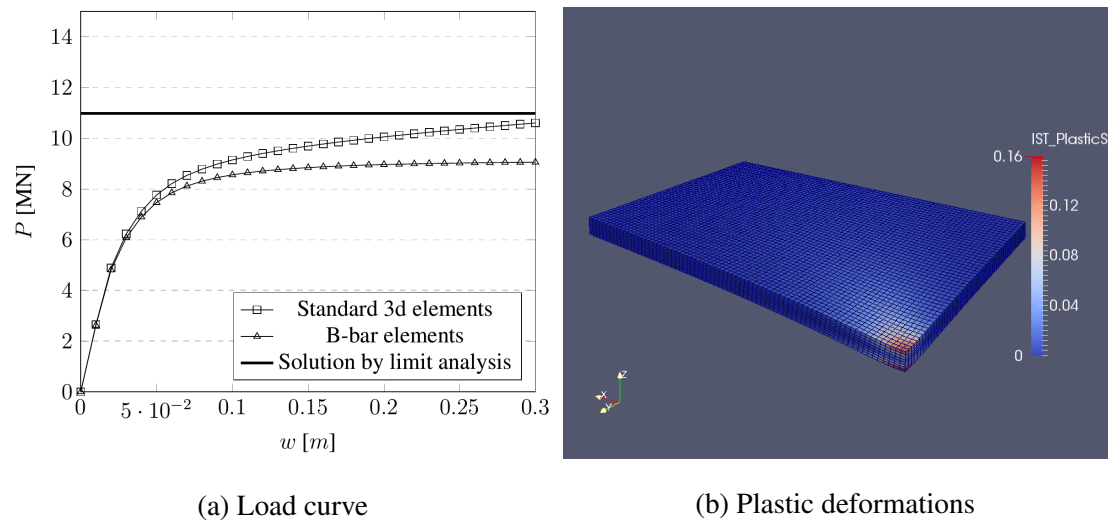 14
12
10
8
6
4
2
0
P [MN]
0
5 · 10⁻²
0.1
0.15
0.2
0.25
0.3
w [m]
Standard 3d elements
B-bar elements
Solution by limit analysis
(a) Load curve
IST_PlasticS
0.16
0.12
0.08
0.04
0
Z
X
Y
(b) Plastic deformations